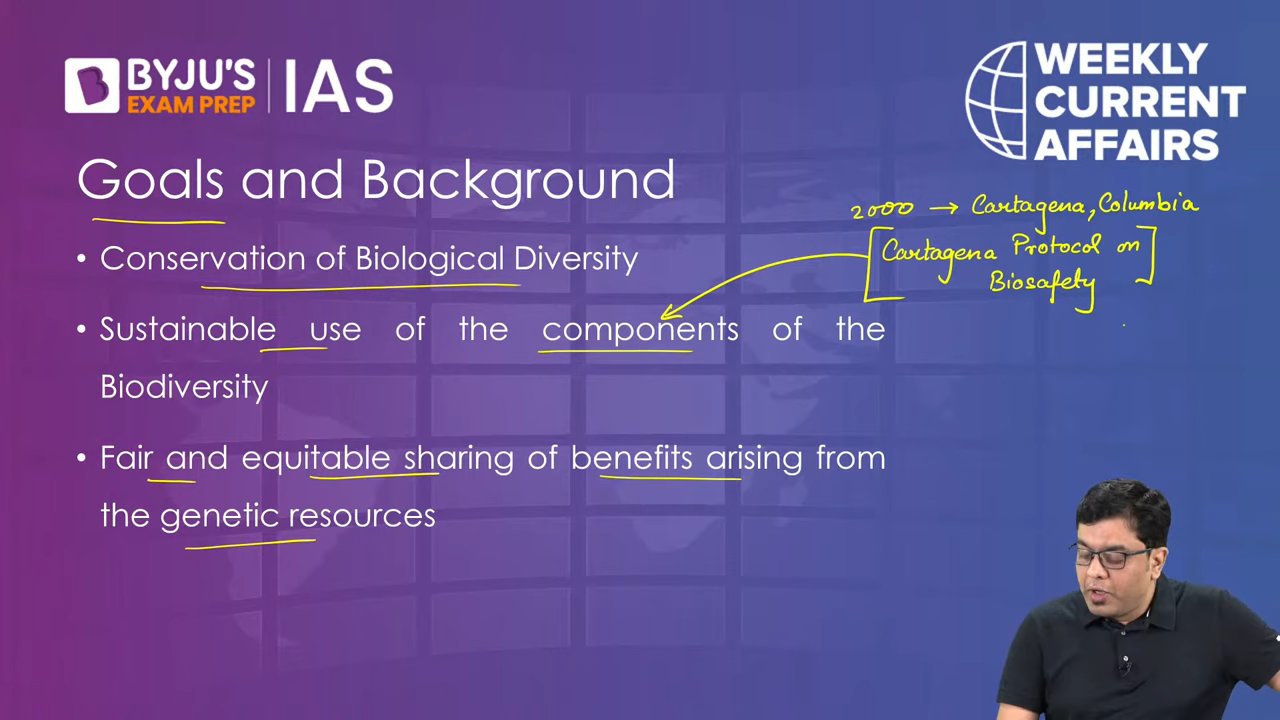 BYJU'S
EXAM PREP
IAS
WEEKLY
CURRENT
AFFAIRS
Goals and Background
2000 → Cartagena, Columbia
[Cartagena Protocol on
Biosafety]
• Conservation of Biological Diversity
• Sustainable use of the components of the
Biodiversity
• Fair and equitable sharing of benefits arising from
the genetic resources